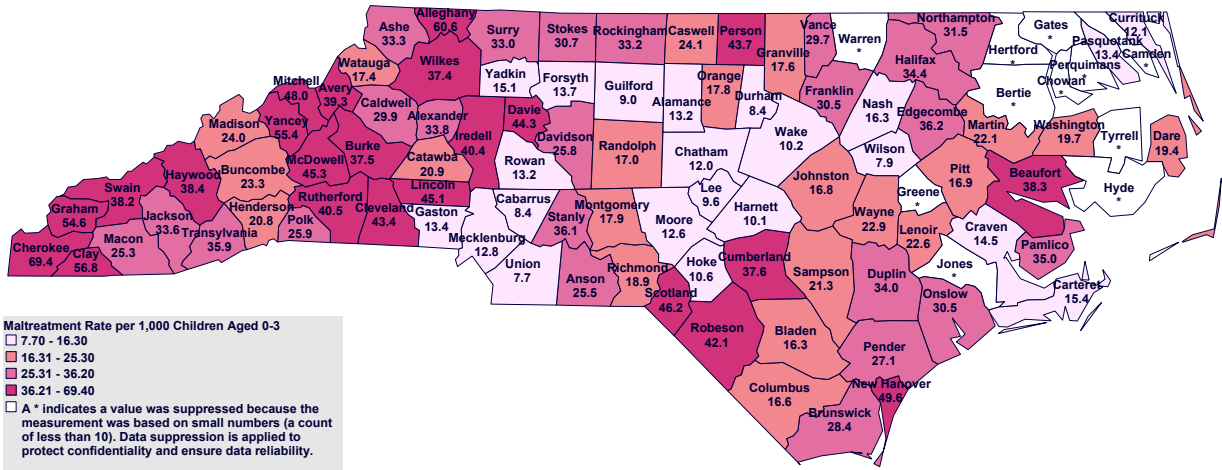 Alleghany
60.6
Ashe
33.3
Surry
33.0
Stokes
30.7
Rockingham
33.2
Caswell
24.1
Person
43.7
Granville
17.6
Vance
29.7
Warren
*
Northampton
31.5
Gates
*
Currituck
12.1
Pasquotank
13.4
Camden
*
Hertford
*
Perquimans
*
Chowan
*
Halifax
34.4
Bertie
*
Watauga
17.4
Wilkes
37.4
Yadkin
15.1
Forsyth
13.7
Guilford
9.0
Alamance
13.2
Orange
17.8
Durham
8.4
Franklin
30.5
Nash
16.3
Edgecombe
36.2
Martin
22.1
Washington
19.7
Tyrrell
*
Dare
19.4
Mitchell
48.0
Avery
39.3
Caldwell
29.9
Alexander
33.8
Iredell
40.4
Davie
44.3
Davidson
25.8
Randolph
17.0
Chatham
12.0
Wake
10.2
Wilson
7.9
Pitt
16.9
Beaufort
38.3
Hyde
*
Madison
24.0
Yancey
55.4
Burke
37.5
McDowell
45.3
Catawba
20.9
Rowan
13.2
Johnston
16.8
Greene
*
Haywood
38.4
Buncombe
23.3
Swain
38.2
Graham
54.6
Jackson
33.6
Henderson
20.8
Rutherford
40.5
Polk
25.9
Cleveland
43.4
Lincoln
45.1
Gaston
13.4
Cabarrus
8.4
Stanly
36.1
Montgomery
17.9
Moore
12.6
Lee
9.6
Harnett
10.1
Wayne
22.9
Lenoir
22.6
Craven
14.5
Pamlico
35.0
Cherokee
69.4
Clay
56.8
Macon
25.3
Transylvania
35.9
Mecklenburg
12.8
Union
7.7
Anson
25.5
Richmond
18.9
Scotland
46.2
Hoke
10.6
Cumberland
37.6
Sampson
21.3
Duplin
34.0
Jones
*
Onslow
30.5
Carteret
15.4
Robeson
42.1
Bladen
16.3
Pender
27.1
Columbus
16.6
New Hanover
49.6
Brunswick
28.4
Maltreatment Rate per 1,000 Children Aged 0-3
7.70 - 16.30
16.31 - 25.30
25.31 - 36.20
36.21 - 69.40
A * indicates a value was suppressed because the
measurement was based on small numbers (a count
of less than 10). Data suppression is applied to
protect confidentiality and ensure data reliability.